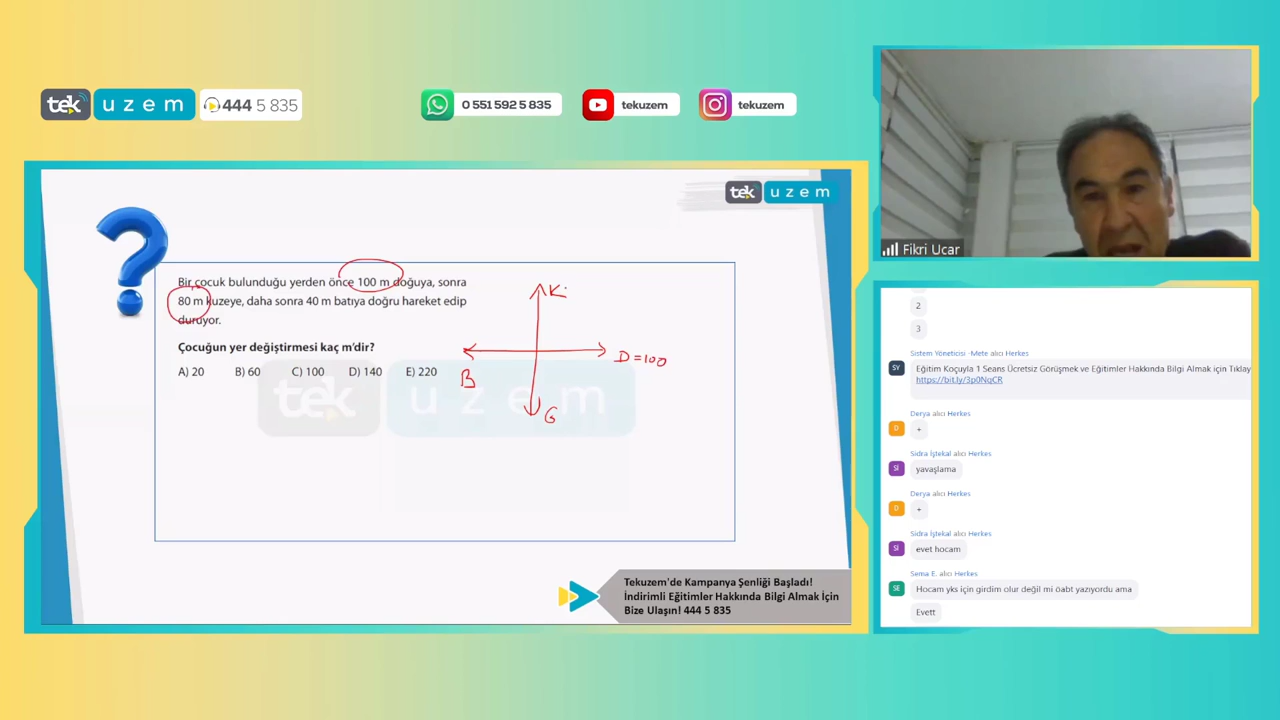 tek uzem 444 5 835
0 551 592 5 835
tekuzem
tekuzem
tek uzem
Bir çocuk bulunduğu yerden önce 100 m doğuya, sonra
80 m kuzeye, daha sonra 40 m batıya doğru hareket edip
duruyor.
Çocuğun yer değiştirmesi kaç m'dir?
A) 20 B) 60 C) 100 D) 140 E) 220
K
D = 100
B
G
tek uzem
Tekuzem'de Kampanya Şenliği Başladı!
İndirimli Eğitimler Hakkında Bilgi Almak İçin
Bize Ulaşın! 444 5 835
Fikri Ucar
2
3
Sistem Yöneticisi -Mete alıcı Herkes
SY
Eğitim Koçuyla 1 Seans Ücretsiz Görüşmek ve Eğitimler Hakkında Bilgi Almak için Tıklay
https://bit.ly/3p0NqCR
Derya alıcı Herkes
D +
Sidra İştekal alıcı Herkes
Sİ yavaşlama
Derya alıcı Herkes
D +
Sidra İştekal alıcı Herkes
Sİ evet hocam
Sema E. alıcı Herkes
SE Hocam yks için girdim olur değil mi öabt yazıyordu ama
Evett